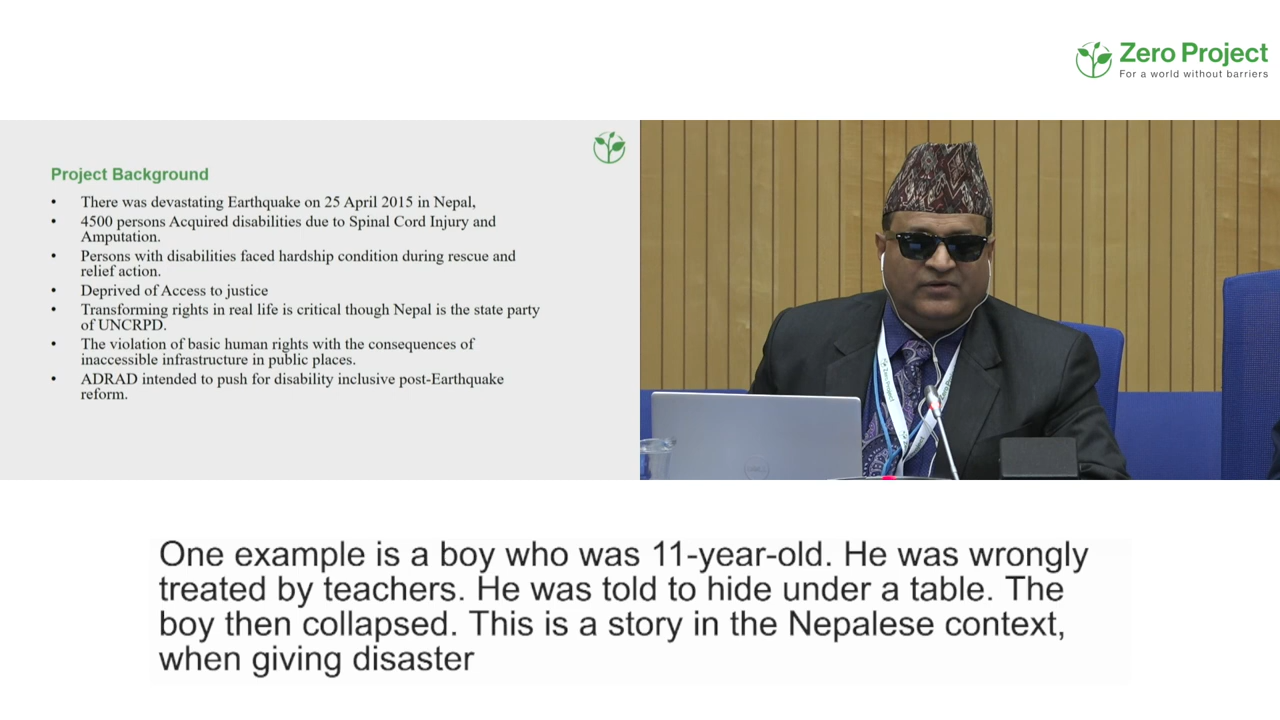 Zero Project
For a world without barriers
Project Background
• There was devastating Earthquake on 25 April 2015 in Nepal,
• 4500 persons Acquired disabilities due to Spinal Cord Injury and
Amputation.
• Persons with disabilities faced hardship condition during rescue and
relief action.
• Deprived of Access to justice
• Transforming rights in real life is critical though Nepal is the state party
of UNCRPD.
• The violation of basic human rights with the consequences of
inaccessible infrastructure in public places.
• ADRAD intended to push for disability inclusive post-Earthquake
reform.
Zero Project
DELL
One example is a boy who was 11-year-old. He was wrongly
treated by teachers. He was told to hide under a table. The
boy then collapsed. This is a story in the Nepalese context,
when giving disaster